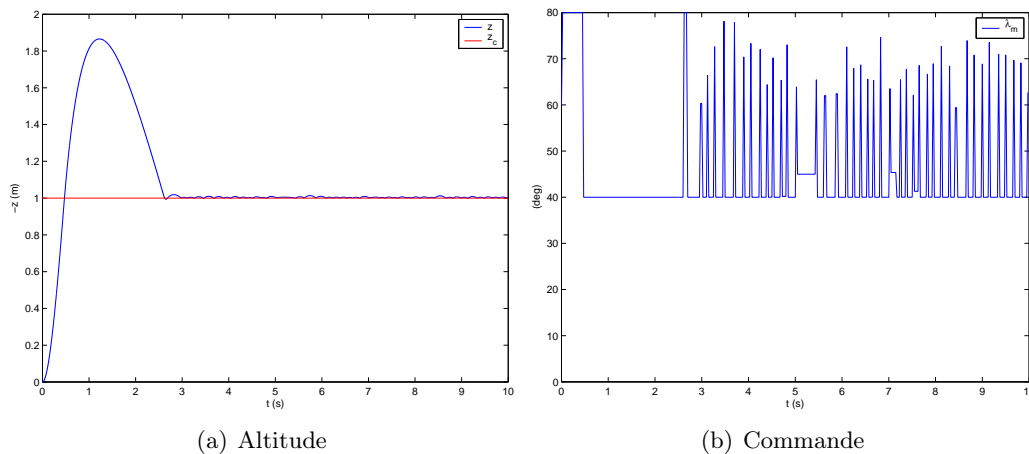 2
1.8
1.6
1.4
1.2
1
0.8
0.6
0.4
0.2
0
−z (m)
0 1 2 3 4 5 6 7 8 9 10
t (s)
z
z_c
(a) Altitude
80
70
60
50
40
30
20
10
0
(deg)
0 1 2 3 4 5 6 7 8 9 10
t (s)
λ_m
(b) Commande